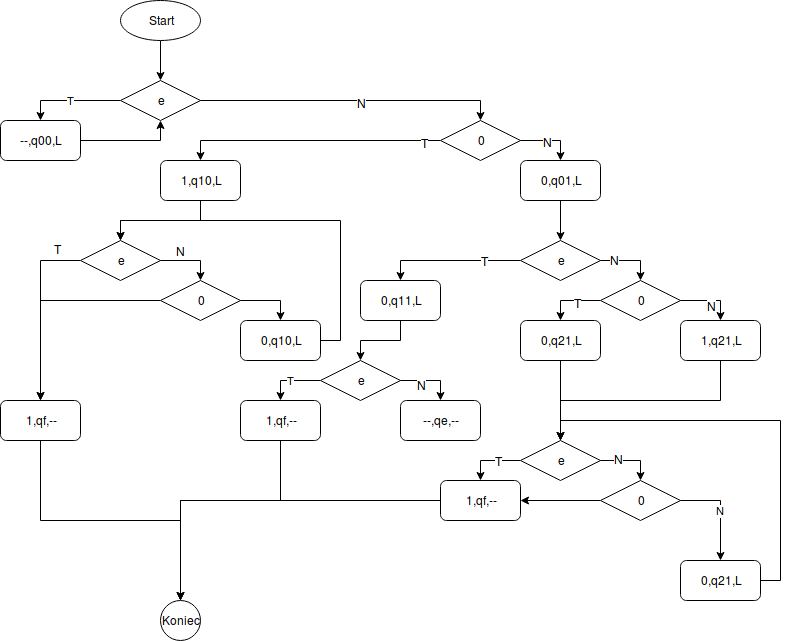 Start
e
T
N
--,q00,L
0
T
N
1,q10,L
0,q01,L
T
e
N
T
e
N
0
0,q11,L
0
T
N
0,q10,L
0,q21,L
1,q21,L
T
e
N
1,qf,--
1,qf,--
--,qe,--
T
e
N
1,qf,--
0
N
0,q21,L
Koniec